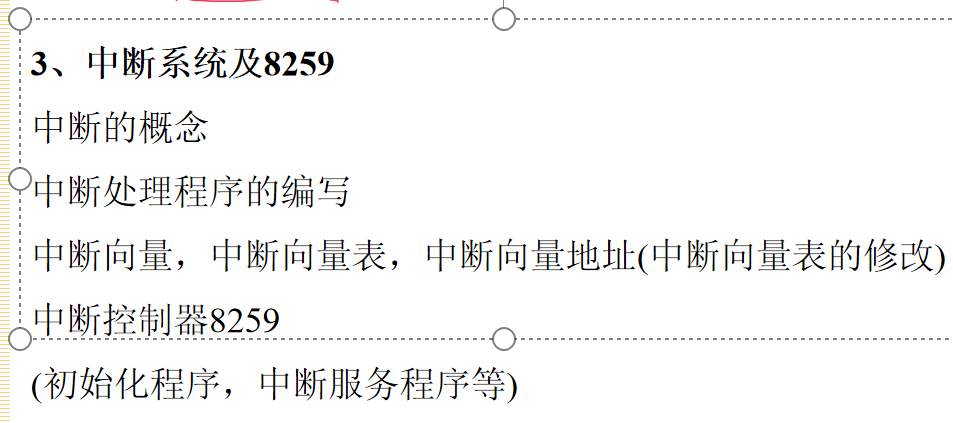 3、中断系统及8259
中断的概念
中断处理程序的编写
中断向量，中断向量表，中断向量地址(中断向量表的修改)
中断控制器8259
(初始化程序，中断服务程序等)